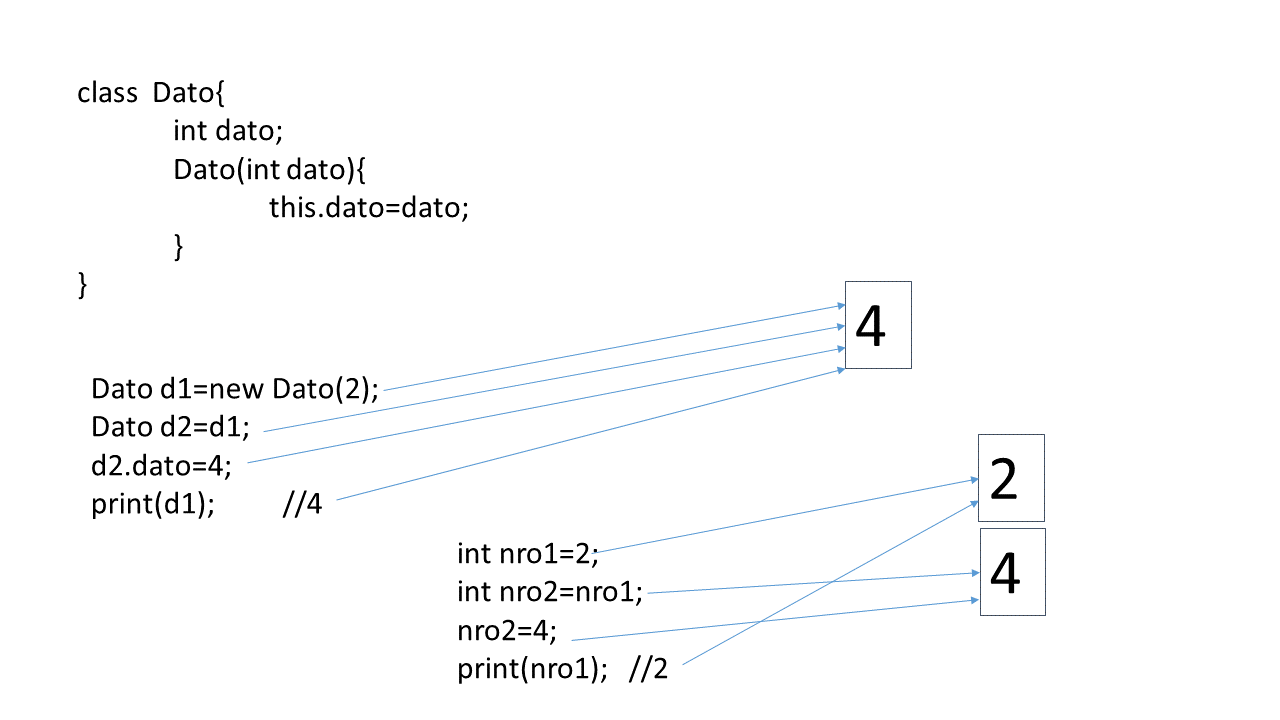 class Dato{
int dato;
Dato(int dato){
this.dato=dato;
}
}
4
Dato d1=new Dato(2);
Dato d2=d1;
d2.dato=4;
print(d1); //4
2
4
int nro1=2;
int nro2=nro1;
nro2=4;
print(nro1); //2